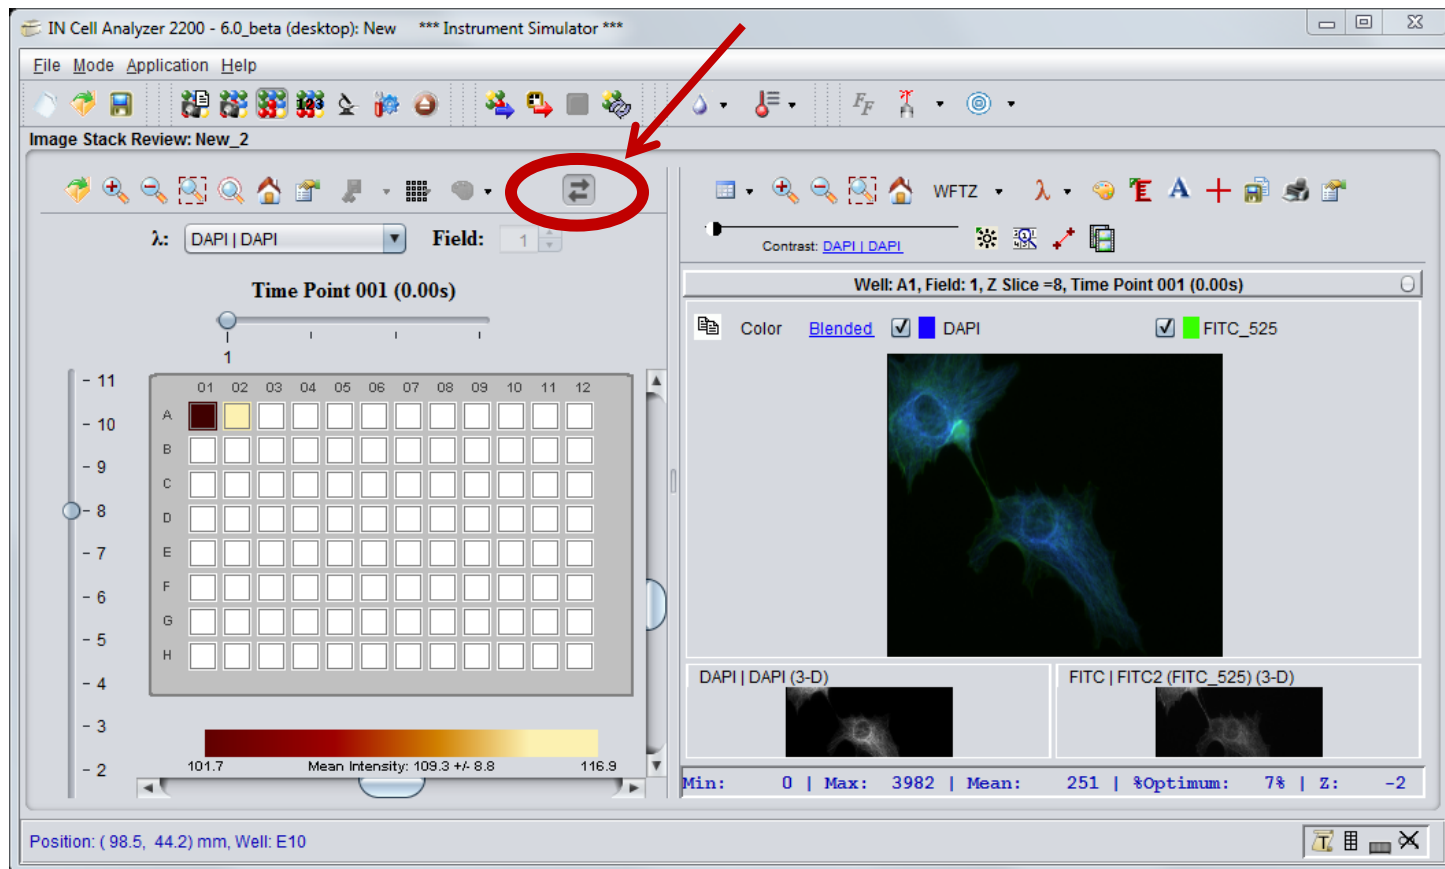 IN Cell Analyzer 2200 - 6.0_beta (desktop): New *** Instrument Simulator ***
File Mode Application Help
Image Stack Review: New_2
WFTZ λ
λ: DAPI | DAPI Field: 1
Contrast: DAPI | DAPI
Time Point 001 (0.00s)
1
Well: A1, Field: 1, Z Slice =8, Time Point 001 (0.00s)
Color Blended DAPI FITC_525
11
10
9
8
7
6
5
4
3
2
01 02 03 04 05 06 07 08 09 10 11 12
A
B
C
D
E
F
G
H
101.7 Mean Intensity: 109.3 +/- 8.8 116.9
DAPI | DAPI (3-D) FITC | FITC2 (FITC_525) (3-D)
Min: 0 | Max: 3982 | Mean: 251 | %Optimum: 7% | Z: -2
Position: ( 98.5, 44.2) mm, Well: E10